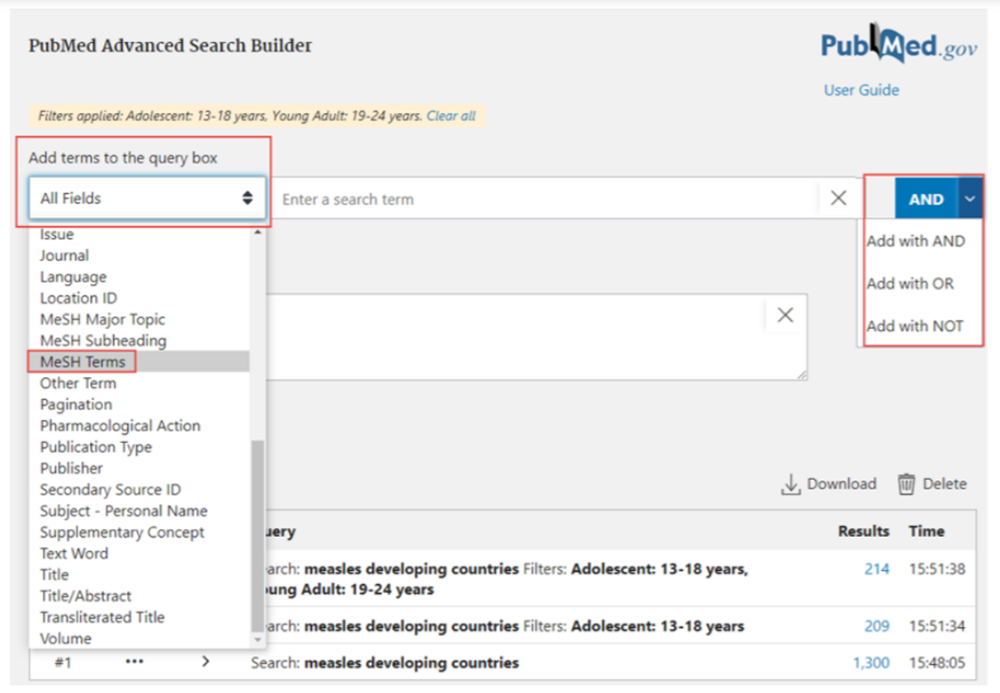 PubMed Advanced Search Builder
PubMed.gov
User Guide
Filters applied: Adolescent: 13-18 years, Young Adult: 19-24 years. Clear all
Add terms to the query box
All Fields
Enter a search term
AND
Add with AND
Add with OR
Add with NOT
Issue
Journal
Language
Location ID
MeSH Major Topic
MeSH Subheading
MeSH Terms
Other Term
Pagination
Pharmacological Action
Publication Type
Publisher
Secondary Source ID
Subject - Personal Name
Supplementary Concept
Text Word
Title
Title/Abstract
Transliterated Title
Volume
Download Delete
uery Results Time
earch: measles developing countries Filters: Adolescent: 13-18 years, 214 15:51:38
oung Adult: 19-24 years
earch: measles developing countries Filters: Adolescent: 13-18 years 209 15:51:34
#1 ••• Search: measles developing countries 1,300 15:48:05